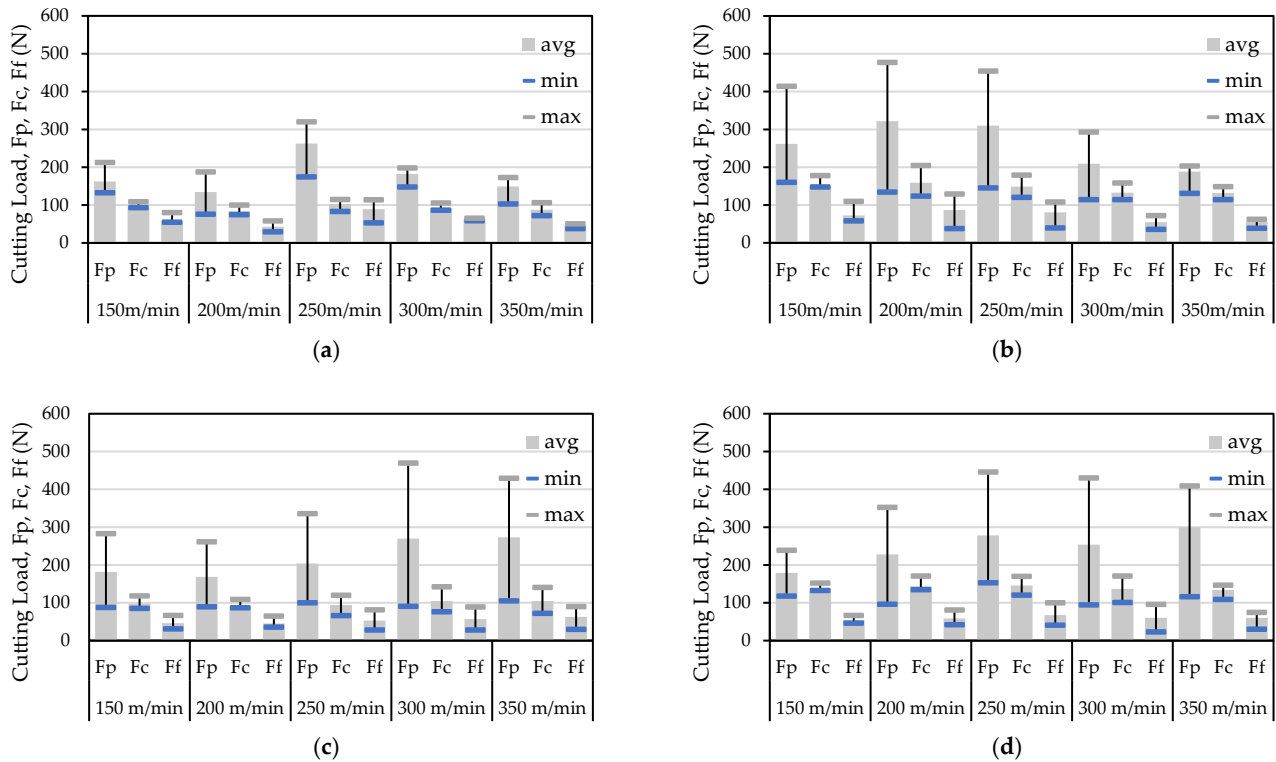 Cutting Load, Fp, Fc, Ff (N)
600
500
400
300
200
100
0
avg
min
max
Fp Fc Ff Fp Fc Ff Fp Fc Ff Fp Fc Ff Fp Fc Ff
150m/min 200m/min 250m/min 300m/min 350m/min
(a)
Cutting Load, Fp, Fc, Ff (N)
600
500
400
300
200
100
0
avg
min
max
Fp Fc Ff Fp Fc Ff Fp Fc Ff Fp Fc Ff Fp Fc Ff
150m/min 200m/min 250m/min 300m/min 350m/min
(b)
Cutting Load, Fp, Fc, Ff (N)
600
500
400
300
200
100
0
avg
min
max
Fp Fc Ff Fp Fc Ff Fp Fc Ff Fp Fc Ff Fp Fc Ff
150 m/min 200 m/min 250 m/min 300 m/min 350 m/min
(c)
Cutting Load, Fp, Fc, Ff (N)
600
500
400
300
200
100
0
avg
min
max
Fp Fc Ff Fp Fc Ff Fp Fc Ff Fp Fc Ff Fp Fc Ff
150 m/min 200 m/min 250 m/min 300 m/min 350 m/min
(d)